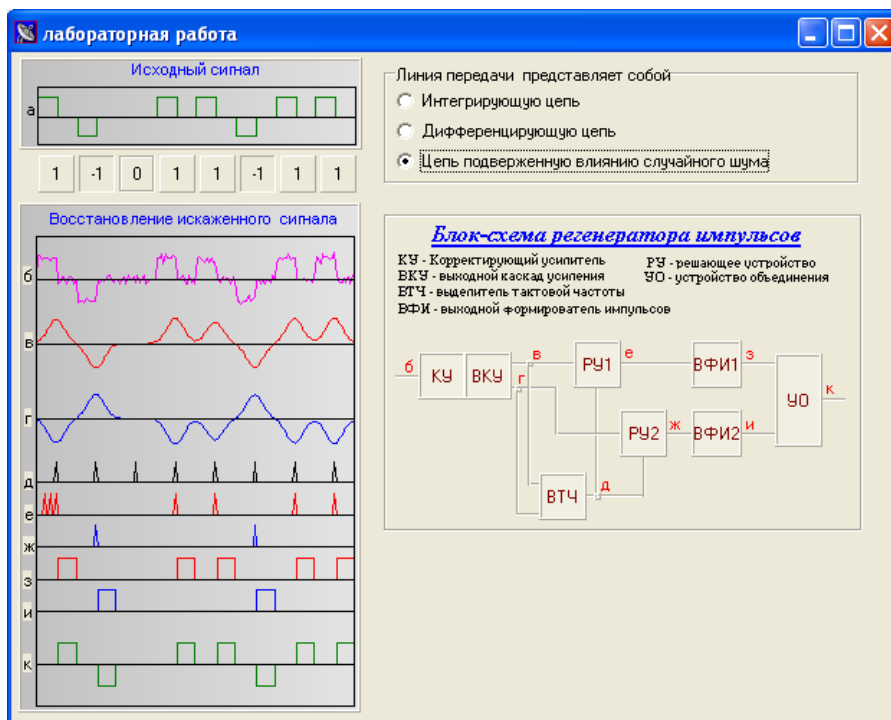 лабораторная работа
Исходный сигнал
а
1 -1 0 1 1 -1 1 1
Восстановление искаженного сигнала
б
в
г
д
е
ж
з
и
к
Линия передачи представляет собой
Интегрирующую цепь
Дифференцирующую цепь
Цепь подверженную влиянию случайного шума
Блок-схема регенератора импульсов
КУ - Корректирующий усилитель
ВКУ - выходной каскад усиления
ВТЧ - выделитель тактовой частоты
ВФИ - выходной формирователь импульсов
РУ - решающее устройство
УО - устройство объединения
б КУ ВКУ в г РУ1 е ВФИ1 з
УО к
РУ2 ж ВФИ2 и
ВТЧ д